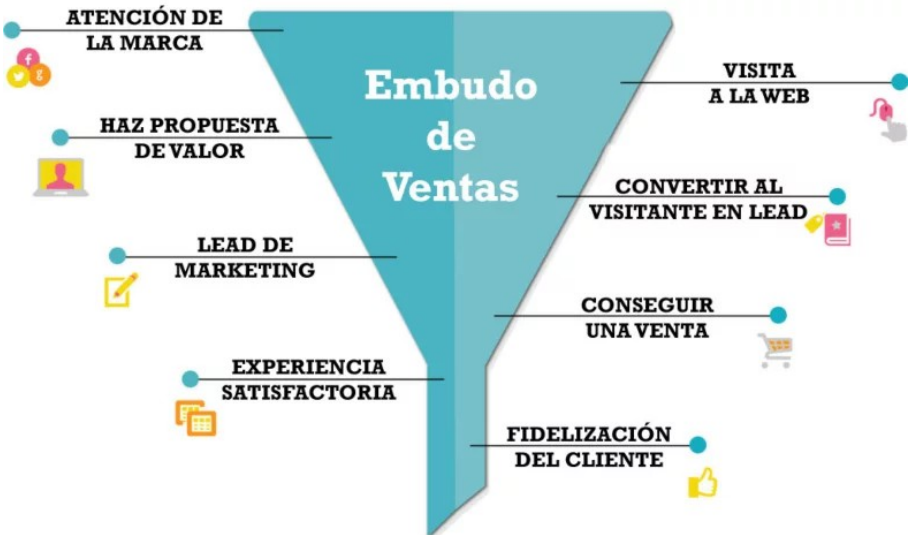 ATENCIÓN DE
LA MARCA
Embudo
de
Ventas
VISITA
A LA WEB
HAZ PROPUESTA
DE VALOR
CONVERTIR AL
VISITANTE EN LEAD
LEAD DE
MARKETING
CONSEGUIR
UNA VENTA
EXPERIENCIA
SATISFACTORIA
FIDELIZACIÓN
DEL CLIENTE